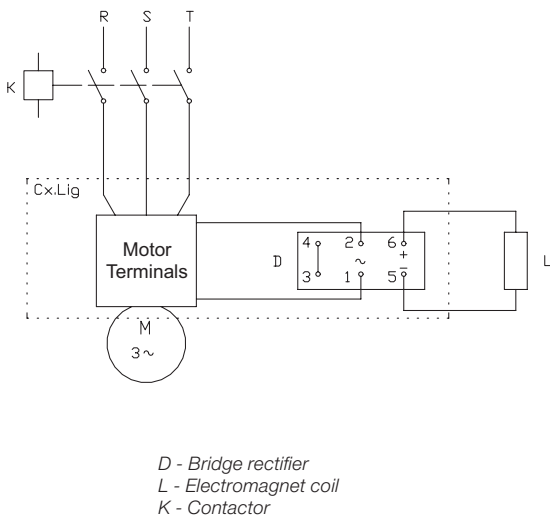 R S T
K
Cx.Lig
Motor
Terminals
D
4 2 6
~ +
3 1 5 -
L
M
3~
D - Bridge rectifier
L - Electromagnet coil
K - Contactor